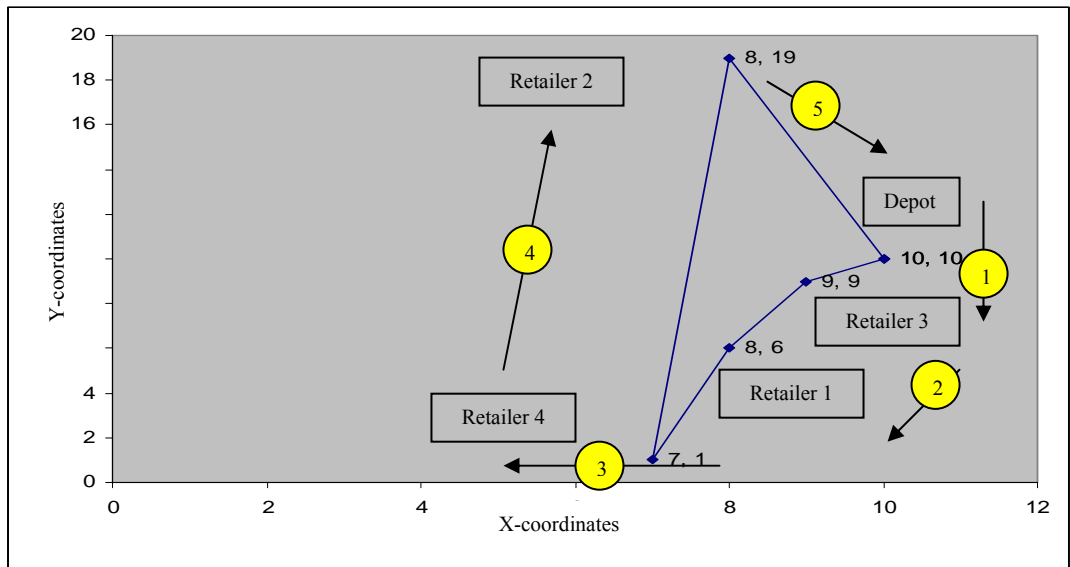 20
18
16
4
2
0
Y-coordinates
Retailer 2
8, 19
5
Depot
4
10, 10
1
9, 9
Retailer 3
8, 6
2
Retailer 1
Retailer 4
3
7, 1
0 2 4 6 8 10 12
X-coordinates